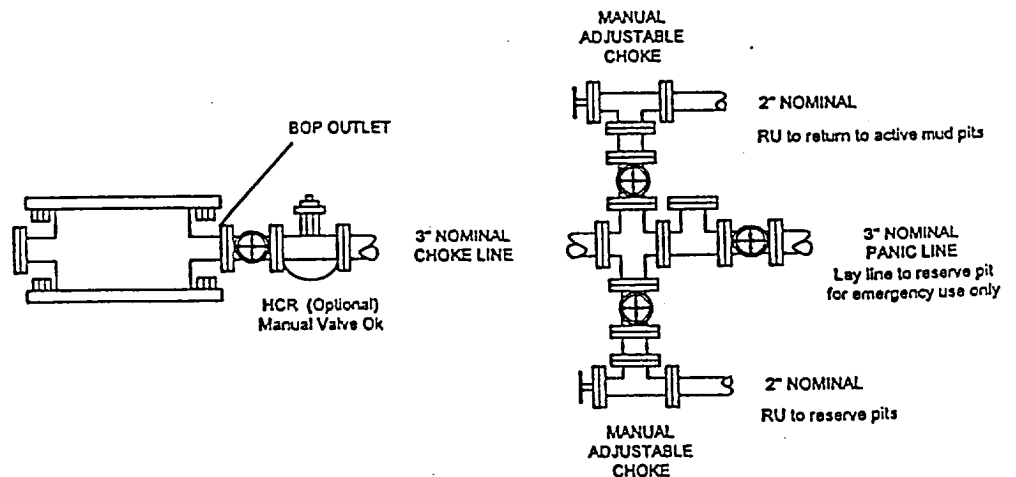 MANUAL
ADJUSTABLE
CHOKE
2" NOMINAL
RU to return to active mud pits
BOP OUTLET
3" NOMINAL
CHOKE LINE
HCR (Optional)
Manual Valve Ok
3" NOMINAL
PANIC LINE
Lay line to reserve pit
for emergency use only
2" NOMINAL
RU to reserve pits
MANUAL
ADJUSTABLE
CHOKE